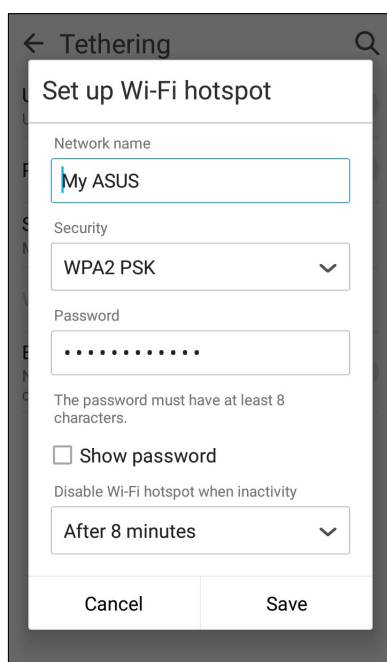 Tethering
Set up Wi-Fi hotspot
Network name
My ASUS
Security
WPA2 PSK
Password
••••••••••••
The password must have at least 8
characters.
Show password
Disable Wi-Fi hotspot when inactivity
After 8 minutes
Cancel
Save